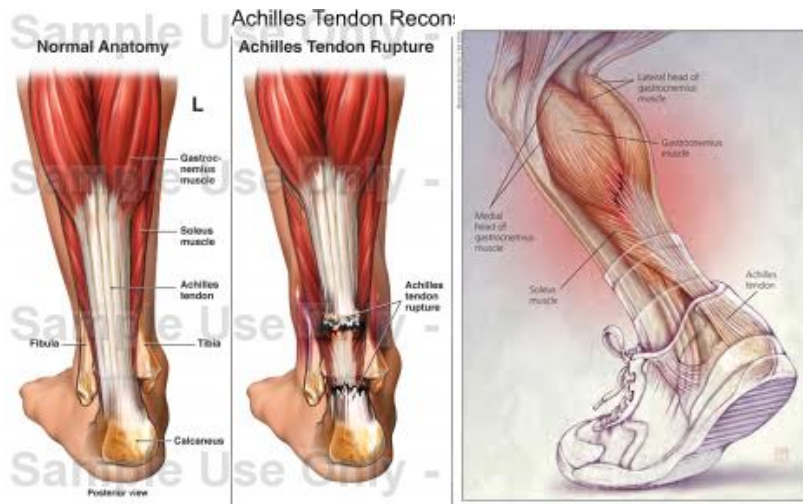 Achilles Tendon Recons
Normal Anatomy
Achilles Tendon Rupture
L
Gastroc-
nemius
muscle
Soleus
muscle
Achilles
tendon
Fibula
Tibia
Calcaneus
Posterior view
Achilles
tendon
rupture
Lateral head of
gastrocnemius
muscle
Gastrocnemius
muscle
Medial
head of
gastrocnemius
muscle
Soleus
muscle
Achilles
tendon
Sample Use Only -
Sample Use Only -
Sample Use Only -
Sample Use Only -